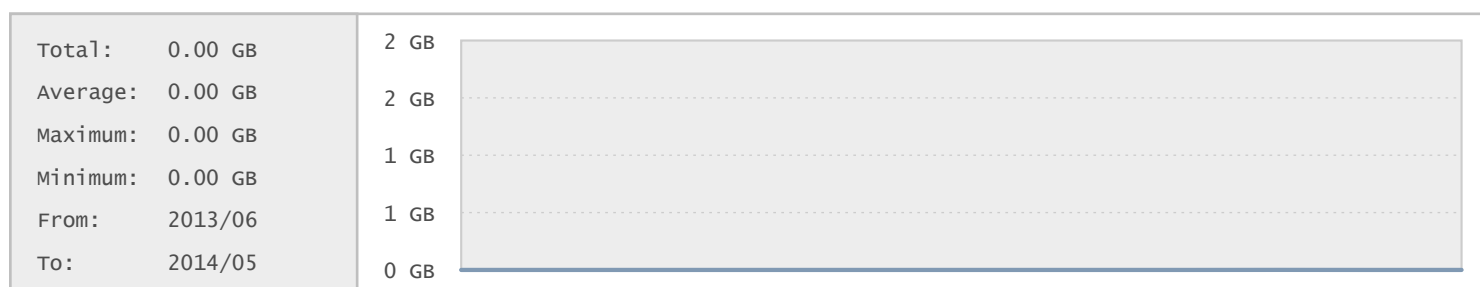 Total: 0.00 GB
Average: 0.00 GB
Maximum: 0.00 GB
Minimum: 0.00 GB
From: 2013/06
To: 2014/05
2 GB
2 GB
1 GB
1 GB
0 GB